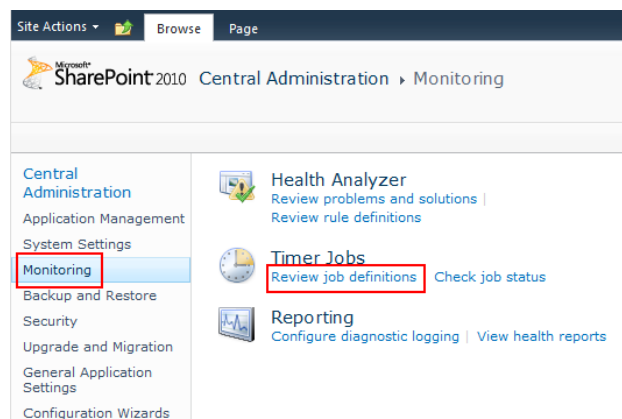 Site Actions
Browse
Page
Microsoft
SharePoint 2010
Central Administration ▸ Monitoring
Central
Administration
Application Management
System Settings
Monitoring
Backup and Restore
Security
Upgrade and Migration
General Application
Settings
Configuration Wizards
Health Analyzer
Review problems and solutions |
Review rule definitions
Timer Jobs
Review job definitions Check job status
Reporting
Configure diagnostic logging | View health reports